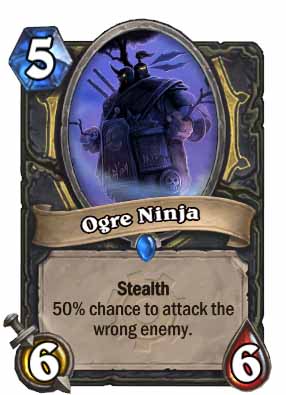 5
Ogre Ninja
Stealth
50% chance to attack the
wrong enemy.
6
6